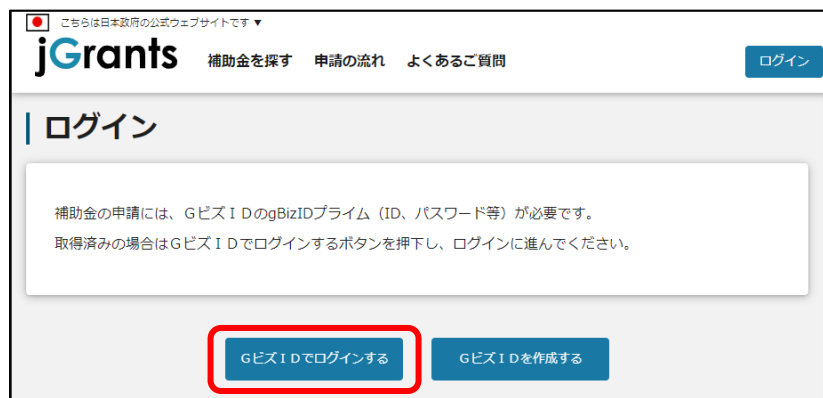 こちらは日本政府の公式ウェブサイトです ▼
jGrants 補助金を探す 申請の流れ よくあるご質問 ログイン
ログイン
補助金の申請には、GビズIDのgBizIDプライム（ID、パスワード等）が必要です。
取得済みの場合はGビズIDでログインするボタンを押下し、ログインに進んでください。
GビズIDでログインする GビズIDを作成する